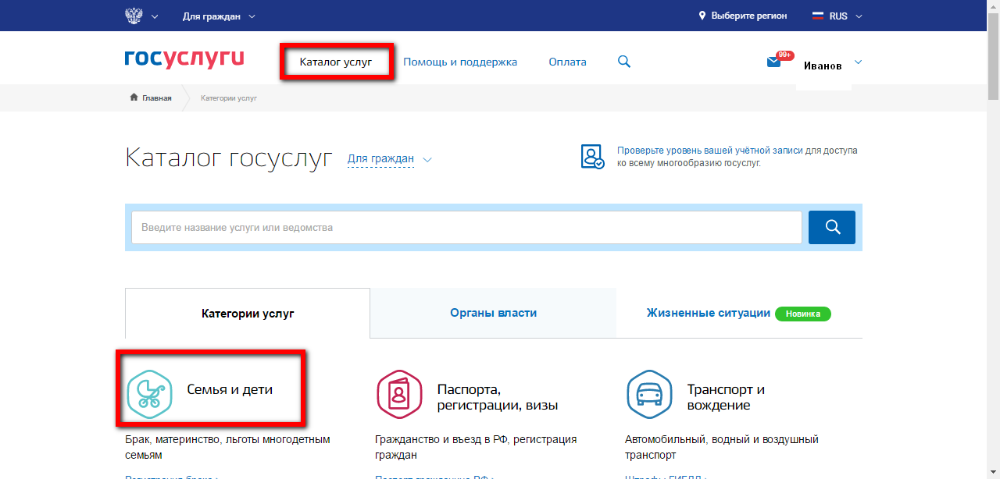 Для граждан
Выберите регион
RUS
госуслуги
Каталог услуг
Помощь и поддержка
Оплата
99+
Иванов
Главная
Категории услуг
Каталог госуслуг
Для граждан
Проверьте уровень вашей учётной записи для доступа
ко всему многообразию госуслуг.
Введите название услуги или ведомства
Категории услуг
Органы власти
Жизненные ситуации
Новинка
Семья и дети
Паспорта,
регистрации, визы
Транспорт и
вождение
Брак, материнство, льготы многодетным
семьям
Гражданство и въезд в РФ, регистрация
граждан
Автомобильный, водный и воздушный
транспорт